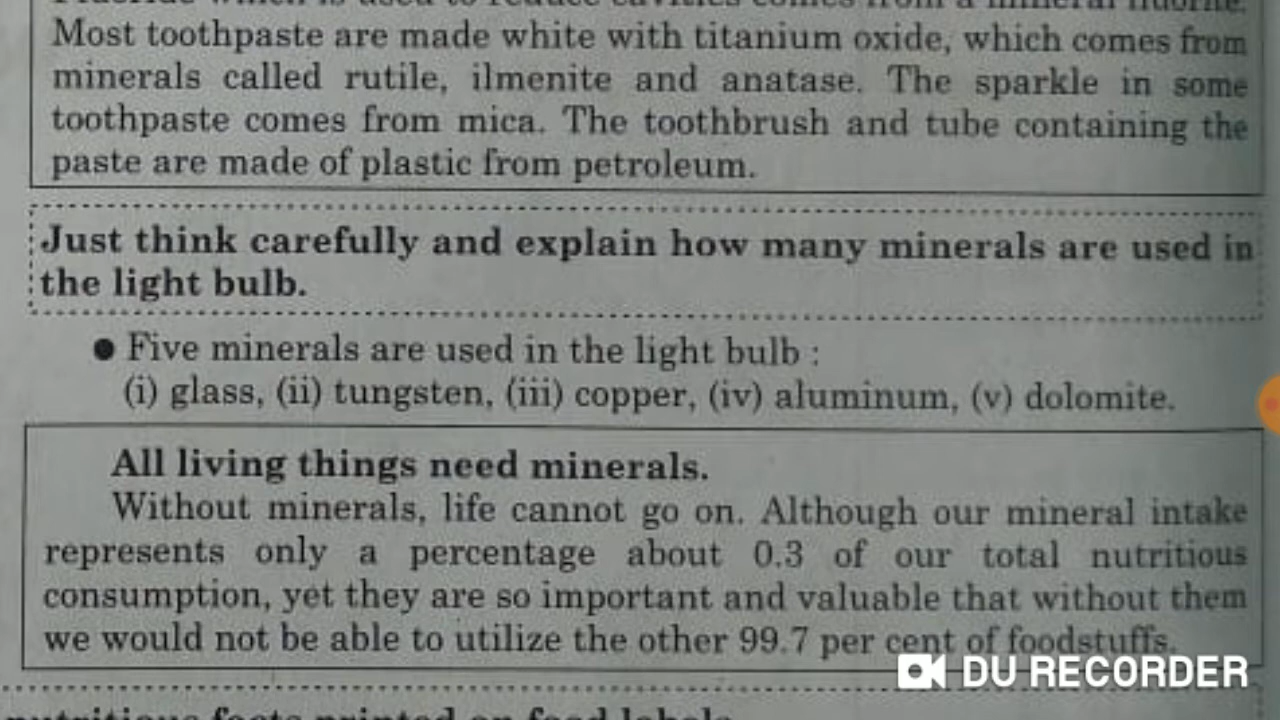 Most toothpaste are made white with titanium oxide, which comes from
minerals called rutile, ilmenite and anatase. The sparkle in some
toothpaste comes from mica. The toothbrush and tube containing the
paste are made of plastic from petroleum.
Just think carefully and explain how many minerals are used in
the light bulb.
● Five minerals are used in the light bulb :
(i) glass, (ii) tungsten, (iii) copper, (iv) aluminum, (v) dolomite.
All living things need minerals.
Without minerals, life cannot go on. Although our mineral intake
represents only a percentage about 0.3 of our total nutritious
consumption, yet they are so important and valuable that without them
we would not be able to utilize the other 99.7 per cent of foodstuffs.
DU RECORDER